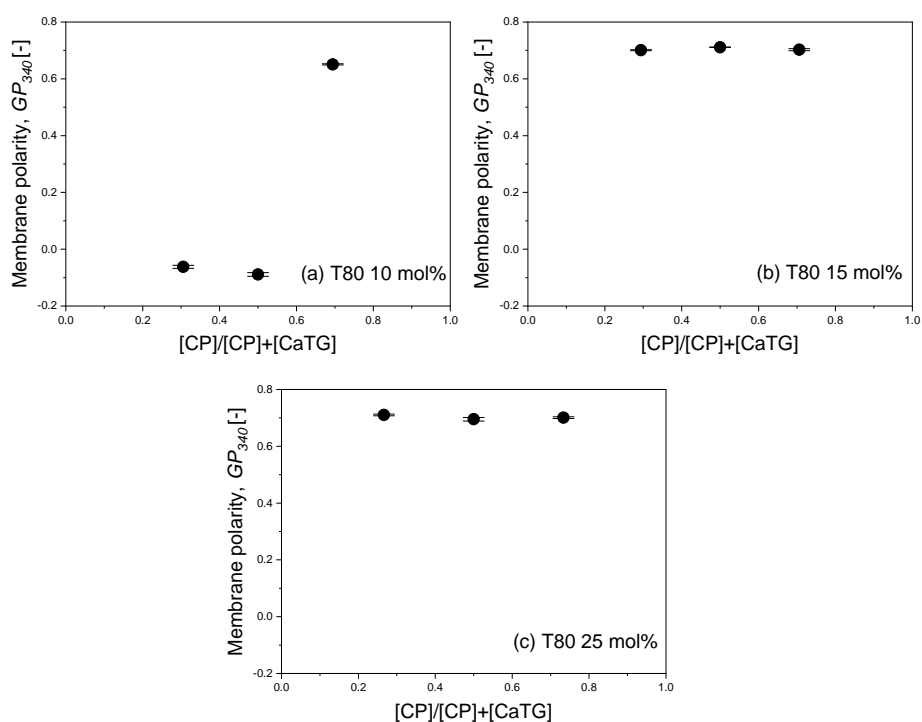 0.8
0.6
0.4
0.2
0.0
-0.2
Membrane polarity, GP340 [-]
(a) T80 10 mol%
0.0 0.2 0.4 0.6 0.8 1.0
[CP]/[CP]+[CaTG]
0.8
0.6
0.4
0.2
0.0
-0.2
Membrane polarity, GP340 [-]
(b) T80 15 mol%
0.0 0.2 0.4 0.6 0.8 1.0
[CP]/[CP]+[CaTG]
0.8
0.6
0.4
0.2
0.0
-0.2
Membrane polarity, GP340 [-]
(c) T80 25 mol%
0.0 0.2 0.4 0.6 0.8 1.0
[CP]/[CP]+[CaTG]